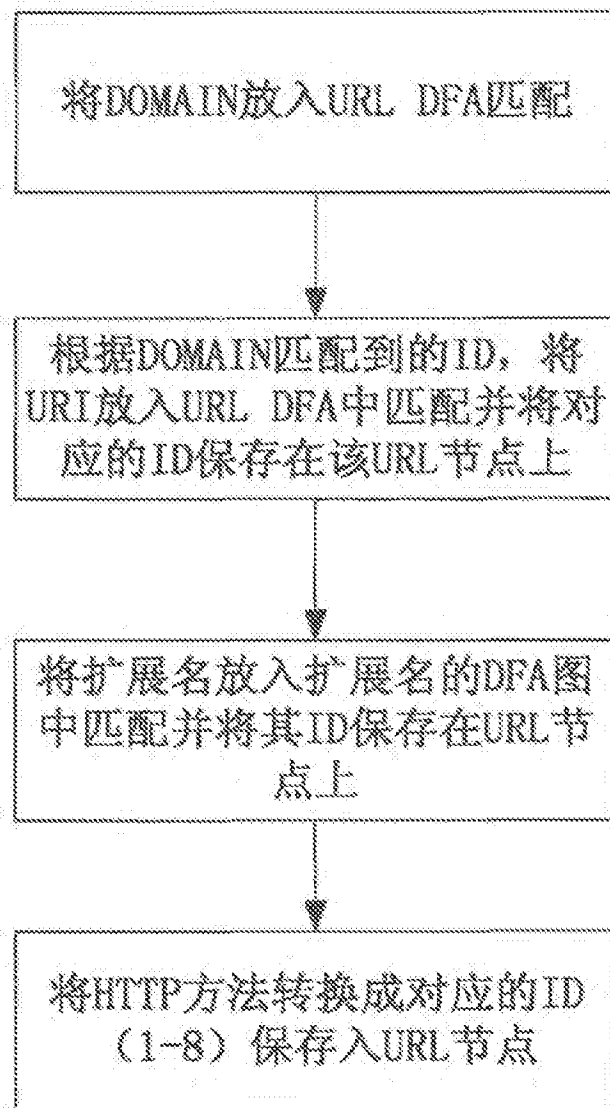 将DOMAIN放入URL DFA匹配
根据DOMAIN匹配到的ID，将
URI放入URL DFA中匹配并将对
应的ID保存在该URL节点上
将扩展名放入扩展名的DFA图
中匹配并将其ID保存在URL节
点上
将HTTP方法转换成对应的ID
（1-8）保存入URL节点